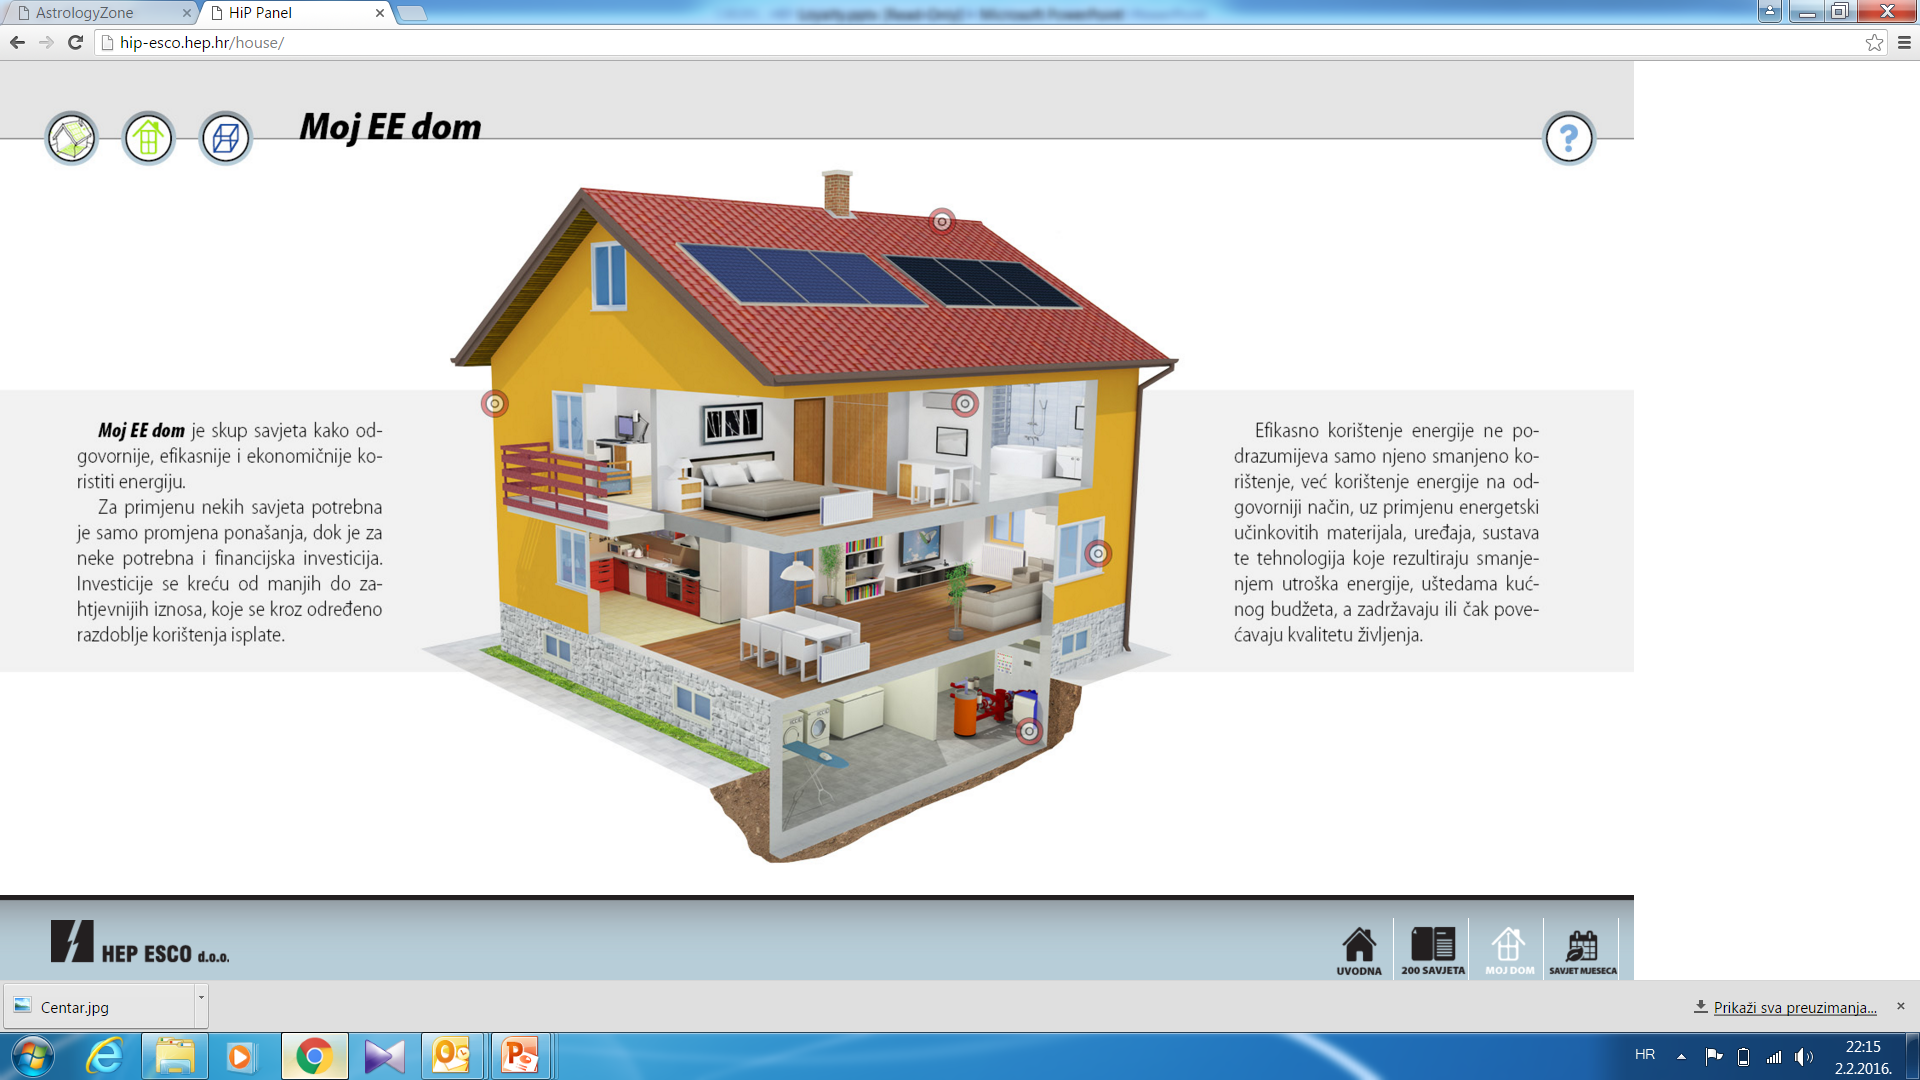 AstrologyZone
HiP Panel
hip-esco.hep.hr/house/
Moj EE dom
?
Moj EE dom je skup savjeta kako od-
govornije, efikasnije i ekonomičnije ko-
ristiti energiju.
Za primjenu nekih savjeta potrebna
je samo promjena ponašanja, dok je za
neke potrebna i financijska investicija.
Investicije se kreću od manjih do za-
htjevnijih iznosa, koje se kroz određeno
razdoblje korištenja isplate.
Efikasno korištenje energije ne po-
drazumijeva samo njeno smanjeno ko-
rištenje, već korištenje energije na od-
govorniji način, uz primjenu energetski
učinkovitih materijala, uređaja, sustava
te tehnologija koje rezultiraju smanje-
njem utroška energije, uštedama kuć-
nog budžeta, a zadržavaju ili čak pove-
ćavaju kvalitetu življenja.
HEP ESCO d.o.o.
UVODNA
200 SAVJETA
MOJ DOM
SAVJET MJESECA
Centar.jpg
Prikaži sva preuzimanja...
HR
22:15
2.2.2016.